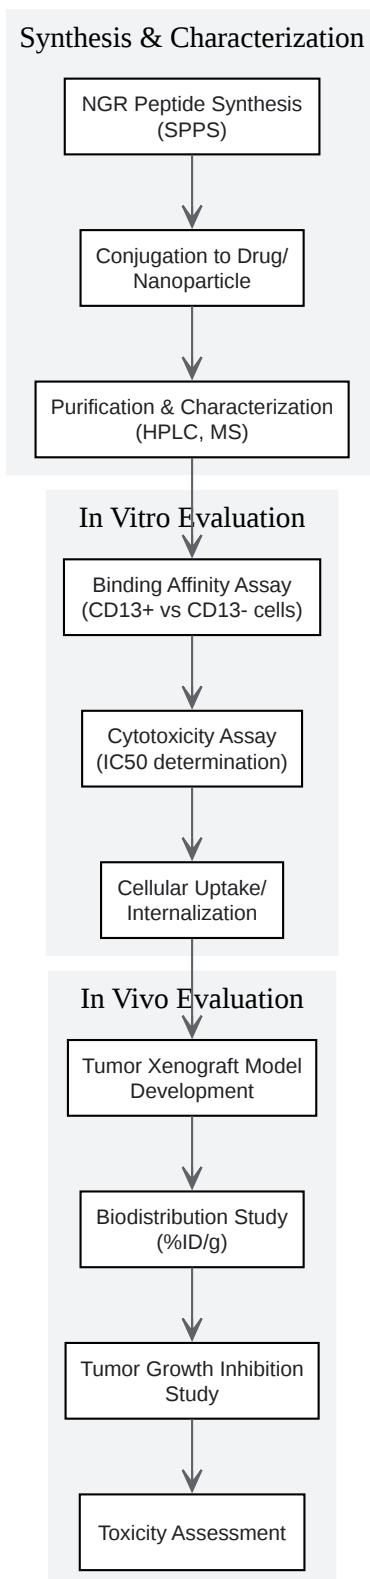 Synthesis & Characterization
NGR Peptide Synthesis
(SPPS)
Conjugation to Drug/
Nanoparticle
Purification & Characterization
(HPLC, MS)
In Vitro Evaluation
Binding Affinity Assay
(CD13+ vs CD13- cells)
Cytotoxicity Assay
(IC50 determination)
Cellular Uptake/
Internalization
In Vivo Evaluation
Tumor Xenograft Model
Development
Biodistribution Study
(%ID/g)
Tumor Growth Inhibition
Study
Toxicity Assessment